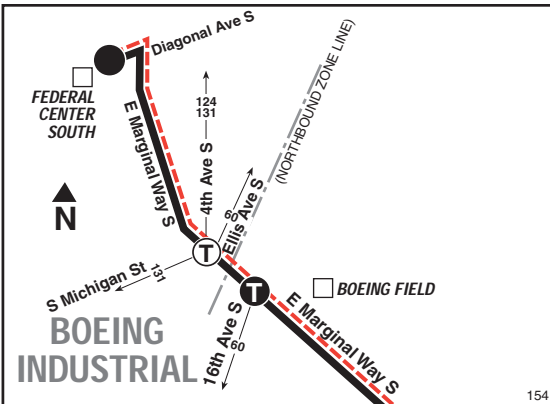 Diagonal Ave S
FEDERAL
CENTER
SOUTH
E Marginal Way S
124
131
4th Ave S
(NORTHBOUND ZONE LINE)
N
60
Ellis Ave S
T
S Michigan St
131
T
BOEING FIELD
BOEING
INDUSTRIAL
16th Ave S
60
E Marginal Way S
154